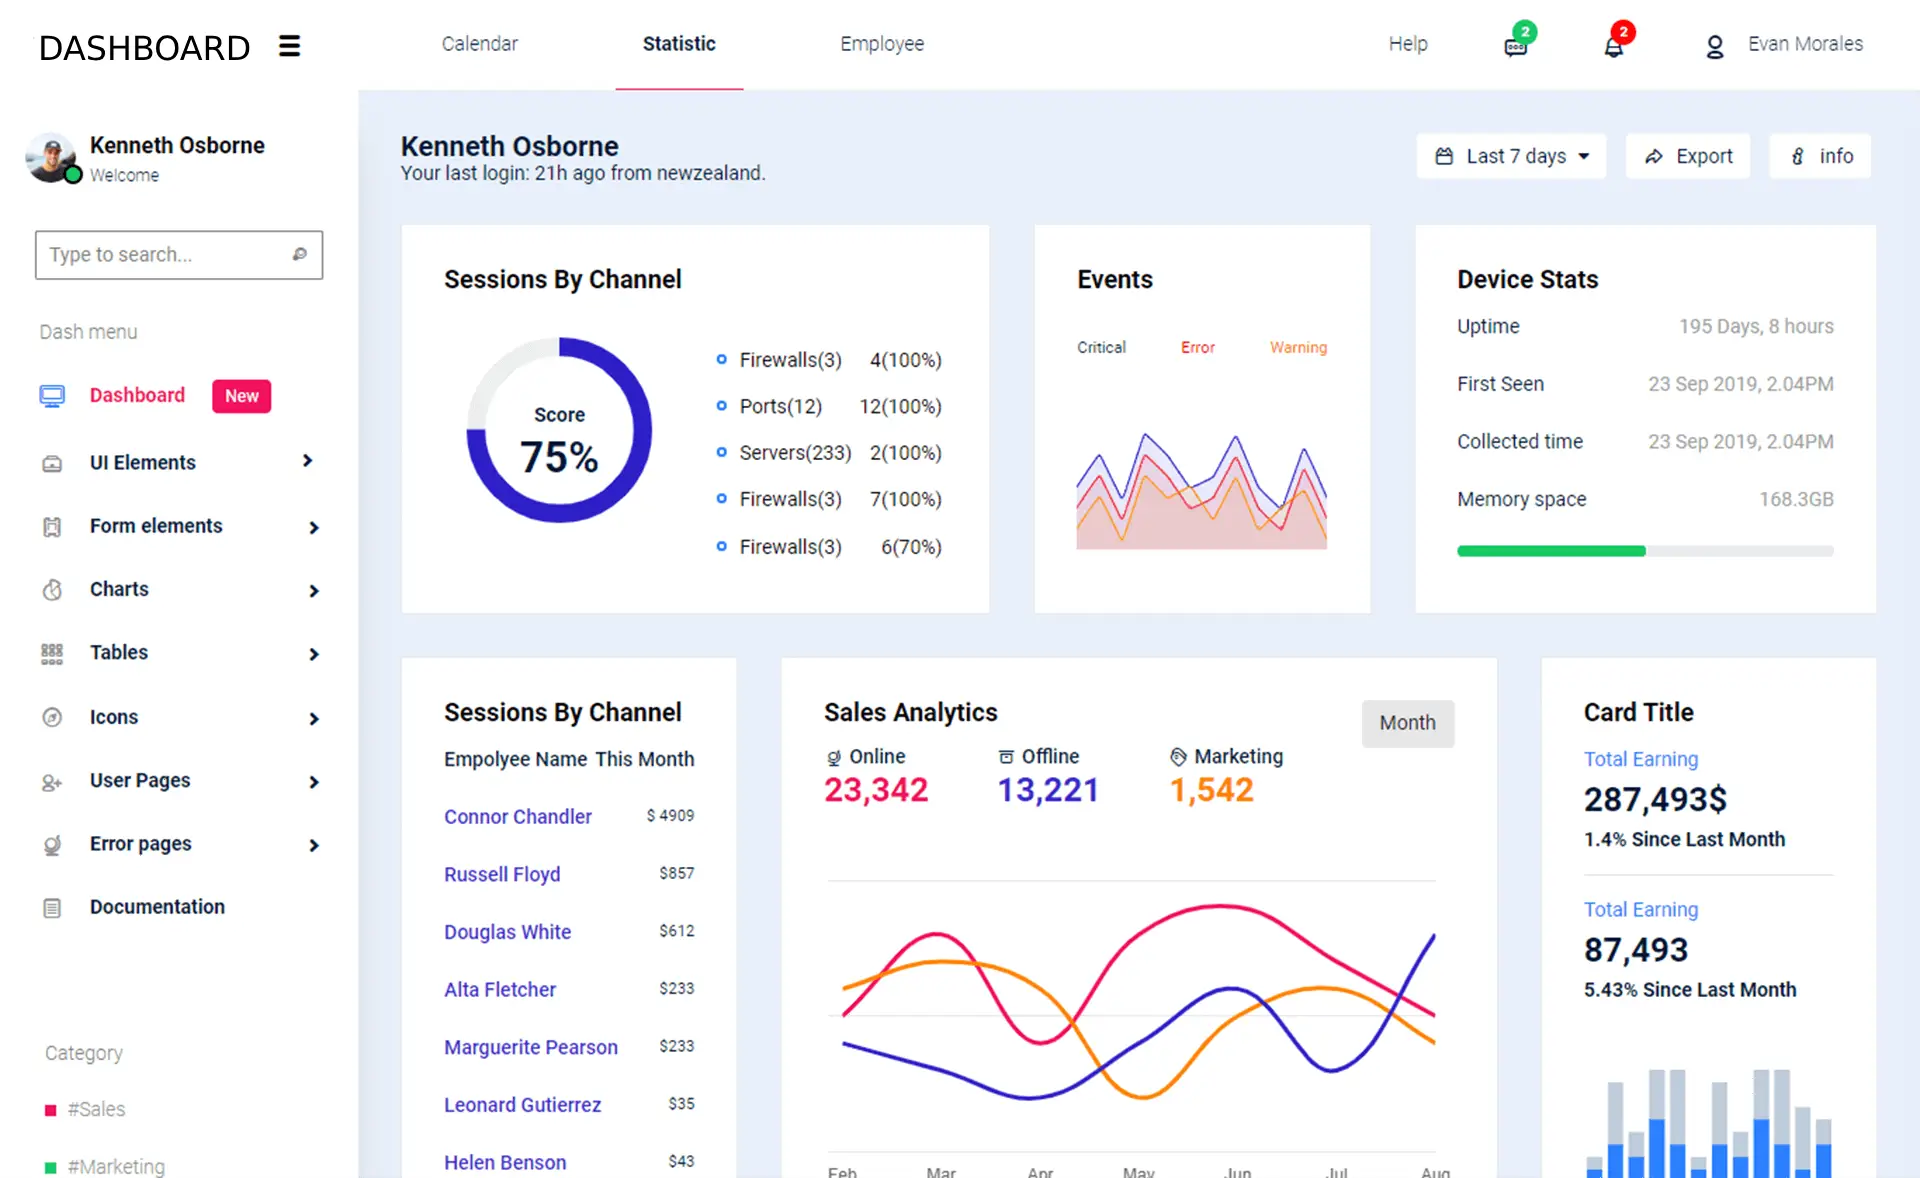 DASHBOARD
Calendar
Statistic
Employee
Help
2
2
Evan Morales
Kenneth Osborne
Welcome
Type to search...
Dash menu
Dashboard
New
UI Elements
Form elements
Charts
Tables
Icons
User Pages
Error pages
Documentation
Category
#Sales
#Marketing
Kenneth Osborne
Your last login: 21h ago from newzealand.
Last 7 days
Export
info
Sessions By Channel
Score
75%
Firewalls(3) 4(100%)
Ports(12) 12(100%)
Servers(233) 2(100%)
Firewalls(3) 7(100%)
Firewalls(3) 6(70%)
Events
Critical Error Warning
Device Stats
Uptime 195 Days, 8 hours
First Seen 23 Sep 2019, 2.04PM
Collected time 23 Sep 2019, 2.04PM
Memory space 168.3GB
Sessions By Channel
Empolyee Name This Month
Connor Chandler $ 4909
Russell Floyd $857
Douglas White $612
Alta Fletcher $233
Marguerite Pearson $233
Leonard Gutierrez $35
Helen Benson $43
Sales Analytics
Month
Online Offline Marketing
23,342 13,221 1,542
Feb Mar Apr May Jun Jul Aug
Card Title
Total Earning
287,493$
1.4% Since Last Month
Total Earning
87,493
5.43% Since Last Month